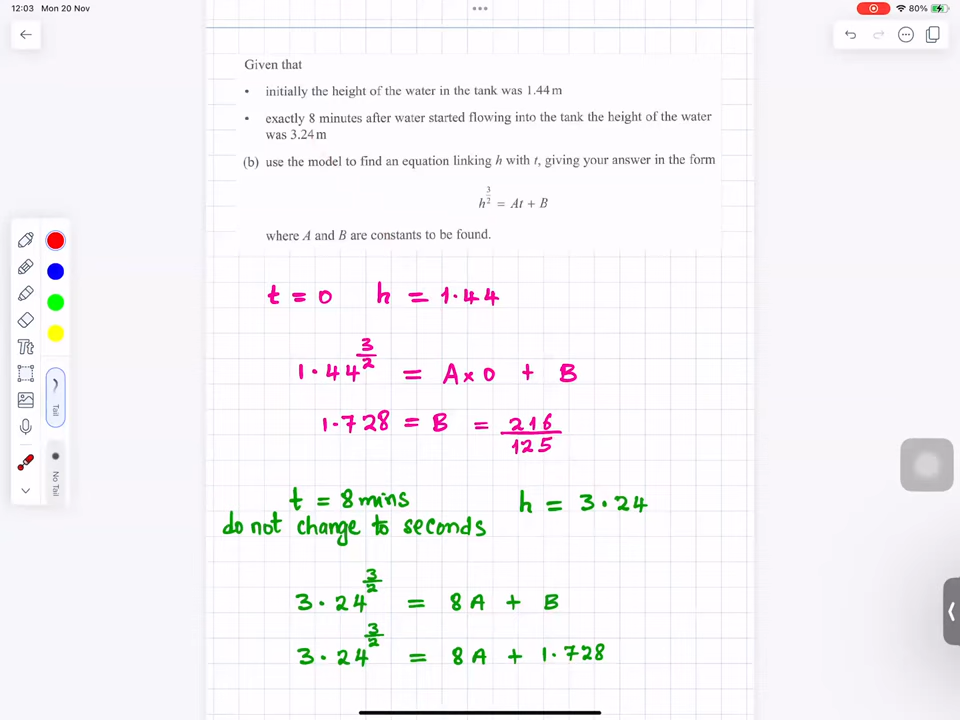 12:03 Mon 20 Nov
80%
Given that
• initially the height of the water in the tank was 1.44 m
• exactly 8 minutes after water started flowing into the tank the height of the water
was 3.24 m
(b) use the model to find an equation linking h with t, giving your answer in the form
h^(3/2) = At + B
where A and B are constants to be found.
t = 0 h = 1.44
1.44^(3/2) = A × 0 + B
1.728 = B = 216/125
t = 8 mins h = 3.24
do not change to seconds
3.24^(3/2) = 8A + B
3.24^(3/2) = 8A + 1.728
Tt
Tail
No Tail